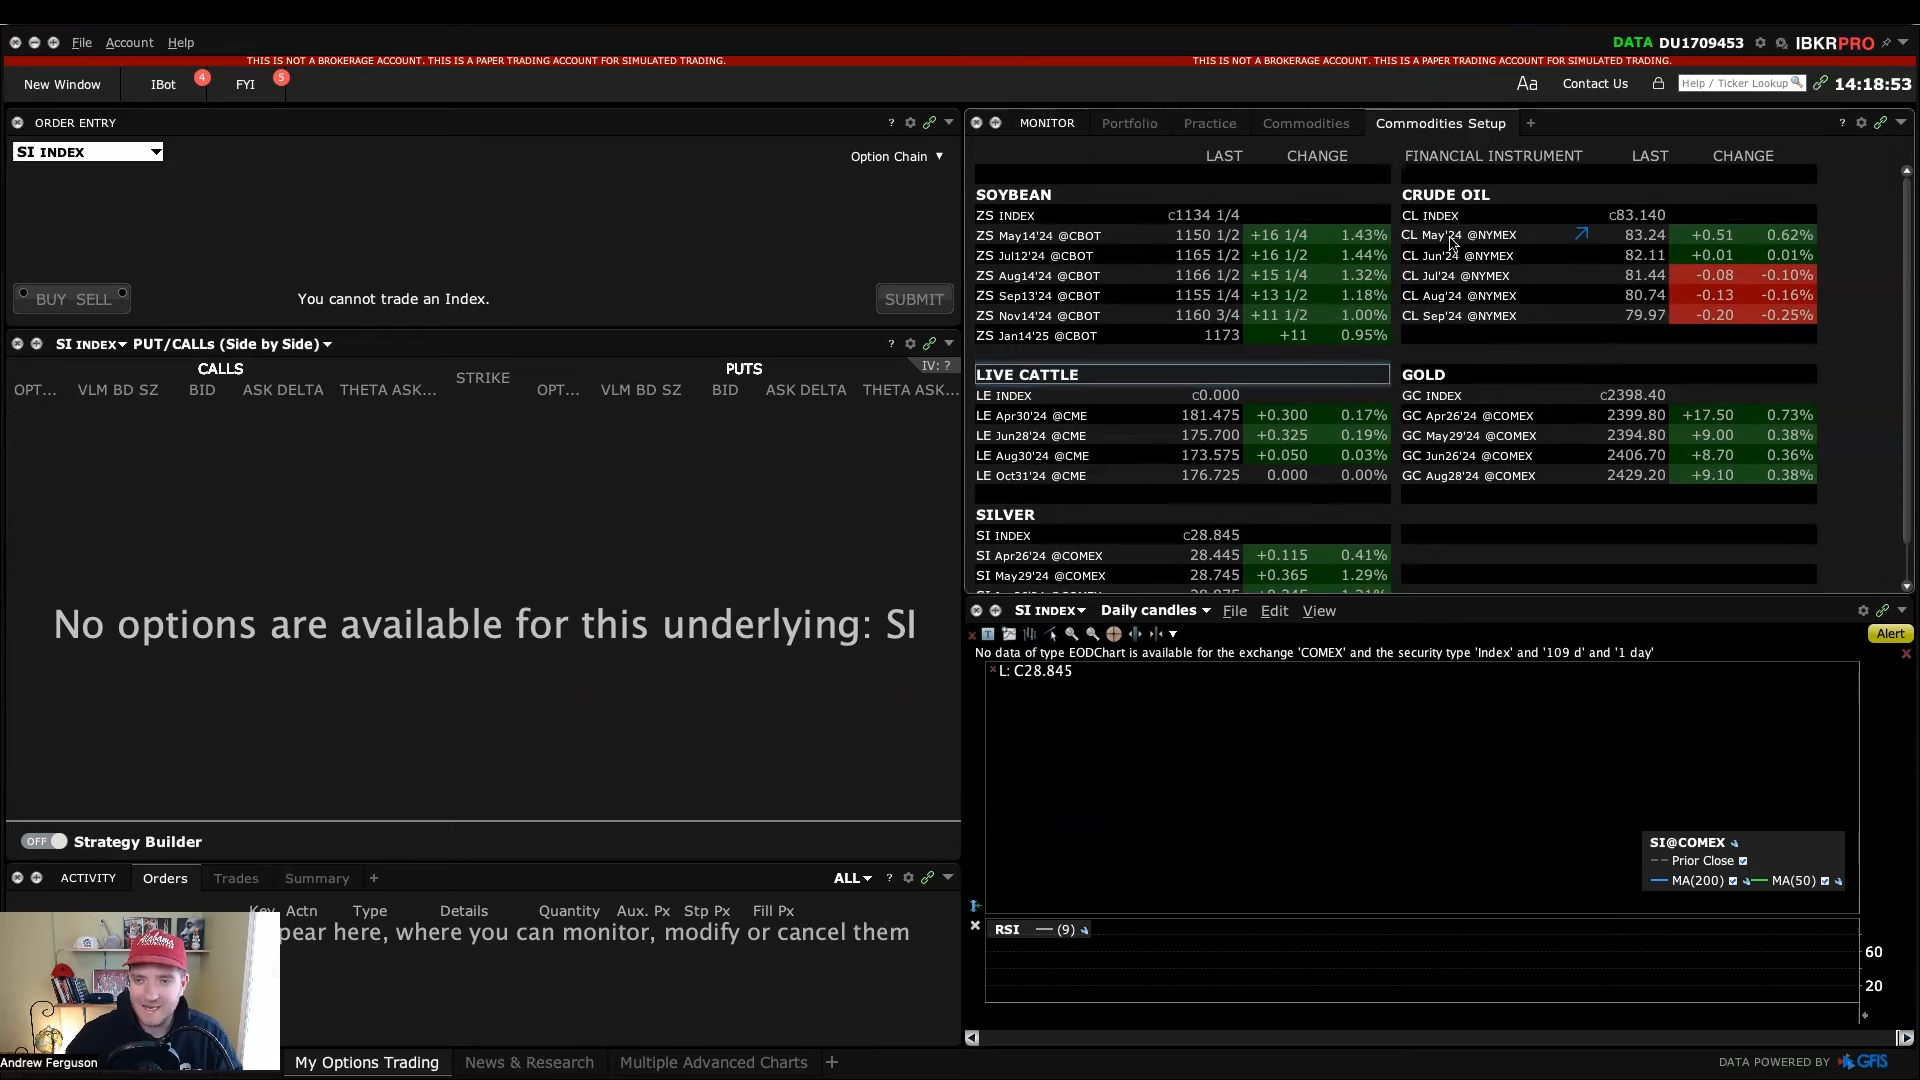 File Account Help
DATA DU1709453 IBKRPRO
THIS IS NOT A BROKERAGE ACCOUNT. THIS IS A PAPER TRADING ACCOUNT FOR SIMULATED TRADING. THIS IS NOT A BROKERAGE ACCOUNT. THIS IS A PAPER TRADING ACCOUNT FOR SIMULATED TRADING.
New Window IBot 4 FYI 5 Aa Contact Us Help / Ticker Lookup 14:18:53
ORDER ENTRY ?
SI INDEX Option Chain
BUY SELL You cannot trade an Index. SUBMIT
SI INDEX PUT/CALLs (Side by Side) ?
IV: ?
CALLS PUTS
STRIKE
OPT... VLM BD SZ BID ASK DELTA THETA ASK... OPT... VLM BD SZ BID ASK DELTA THETA ASK...
No options are available for this underlying: SI
OFF Strategy Builder
ACTIVITY Orders Trades Summary + ALL ?
Key Actn Type Details Quantity Aux. Px Stp Px Fill Px
pear here, where you can monitor, modify or cancel them
Alabama
Andrew Ferguson
MONITOR Portfolio Practice Commodities Commodities Setup + ?
LAST CHANGE FINANCIAL INSTRUMENT LAST CHANGE
SOYBEAN CRUDE OIL
ZS INDEX C1134 1/4 CL INDEX C83.140
ZS May14'24 @CBOT 1150 1/2 +16 1/4 1.43% CL May'24 @NYMEX 83.24 +0.51 0.62%
ZS Jul12'24 @CBOT 1165 1/2 +16 1/2 1.44% CL Jun'24 @NYMEX 82.11 +0.01 0.01%
ZS Aug14'24 @CBOT 1166 1/2 +15 1/4 1.32% CL Jul'24 @NYMEX 81.44 -0.08 -0.10%
ZS Sep13'24 @CBOT 1155 1/4 +13 1/2 1.18% CL Aug'24 @NYMEX 80.74 -0.13 -0.16%
ZS Nov14'24 @CBOT 1160 3/4 +11 1/2 1.00% CL Sep'24 @NYMEX 79.97 -0.20 -0.25%
ZS Jan14'25 @CBOT 1173 +11 0.95%
LIVE CATTLE GOLD
LE INDEX C0.000 GC INDEX C2398.40
LE Apr30'24 @CME 181.475 +0.300 0.17% GC Apr26'24 @COMEX 2399.80 +17.50 0.73%
LE Jun28'24 @CME 175.700 +0.325 0.19% GC May29'24 @COMEX 2394.80 +9.00 0.38%
LE Aug30'24 @CME 173.575 +0.050 0.03% GC Jun26'24 @COMEX 2406.70 +8.70 0.36%
LE Oct31'24 @CME 176.725 0.000 0.00% GC Aug28'24 @COMEX 2429.20 +9.10 0.38%
SILVER
SI INDEX C28.845
SI Apr26'24 @COMEX 28.445 +0.115 0.41%
SI May29'24 @COMEX 28.745 +0.365 1.29%
SI INDEX Daily candles File Edit View
Alert
No data of type EODChart is available for the exchange 'COMEX' and the security type 'Index' and '109 d' and '1 day'
L: C28.845
SI@COMEX
Prior Close
MA(200) MA(50)
RSI (9)
60
20
My Options Trading News & Research Multiple Advanced Charts + DATA POWERED BY GFIS